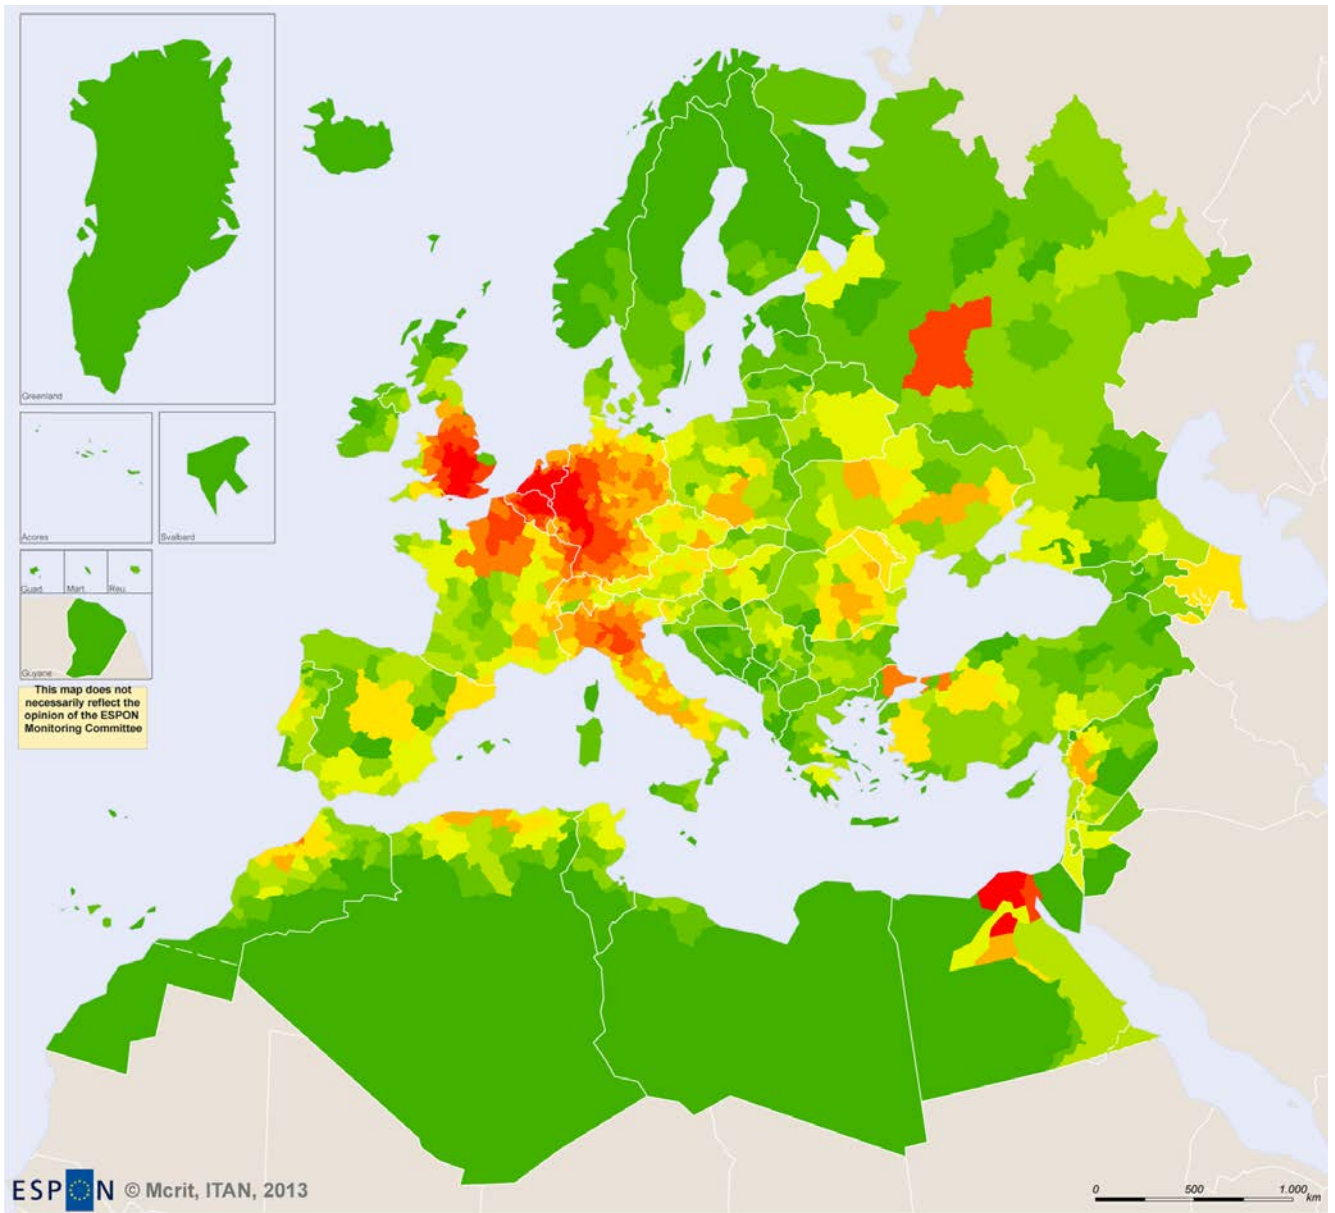 Greenland
Acores
Svalbard
Guad.
Mart.
Reu.
Guyane
This map does not
necessarily reflect the
opinion of the ESPON
Monitoring Committee
ESPON © Mcrit, ITAN, 2013
0 500 1.000
km